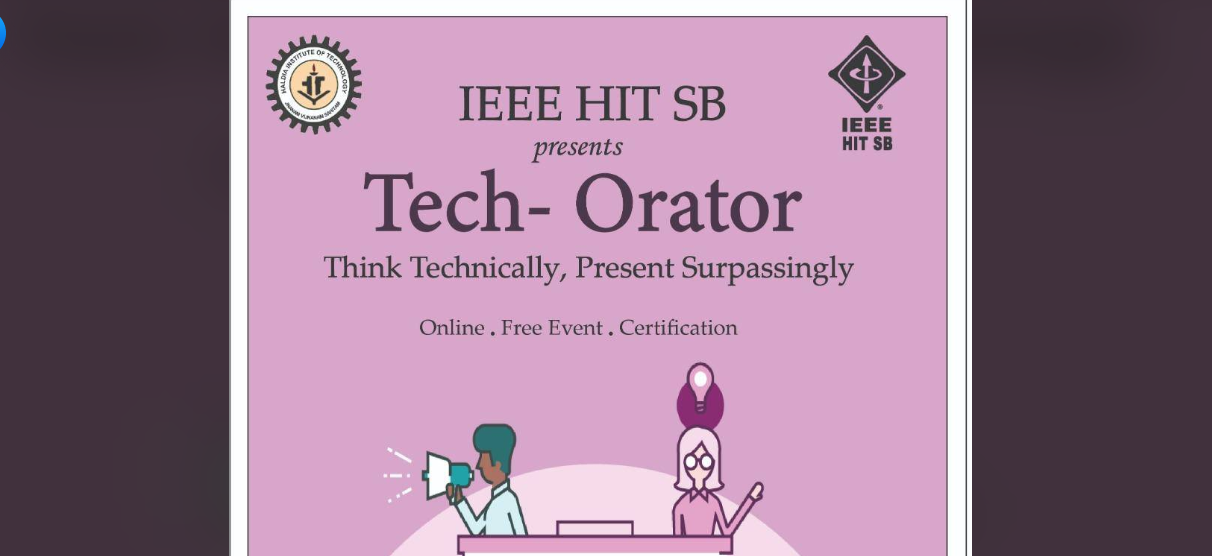 HALDIA INSTITUTE OF TECHNOLOGY
IEEE HIT SB
presents
Tech- Orator
Think Technically, Present Surpassingly
Online . Free Event . Certification
IEEE
HIT SB